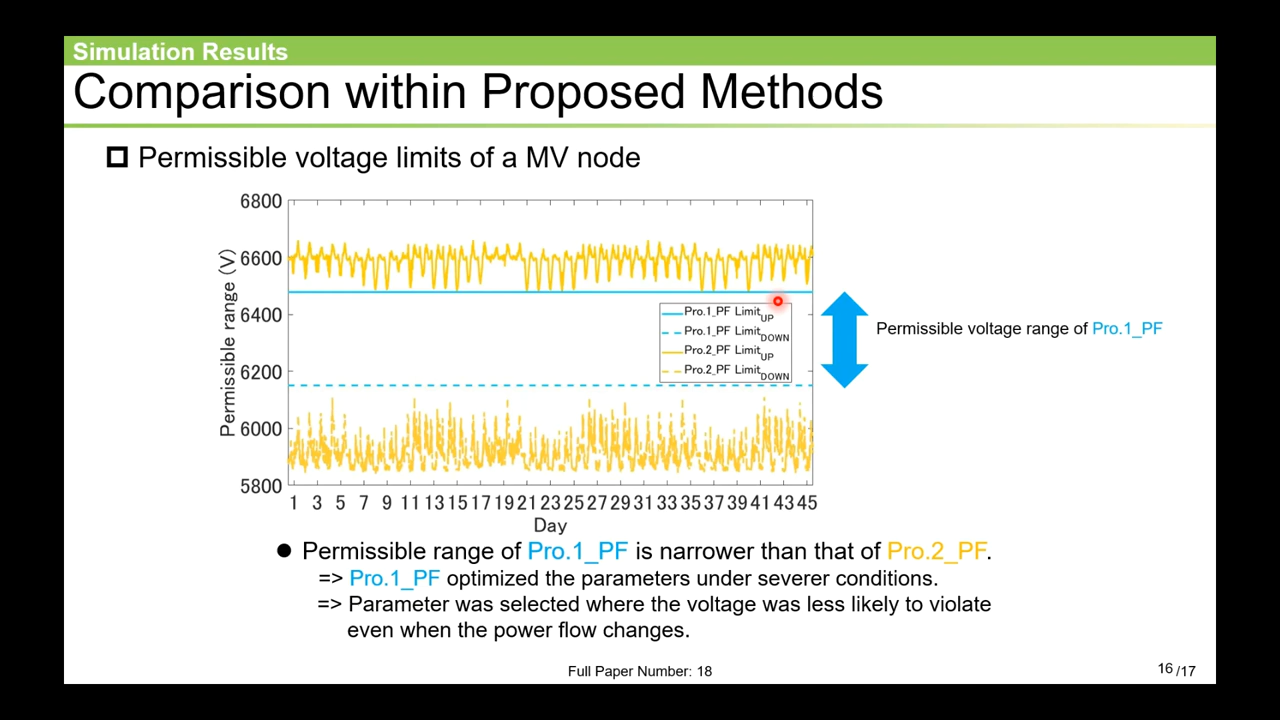 Simulation Results
Comparison within Proposed Methods
Permissible voltage limits of a MV node
6800
6600
6400
6200
6000
5800
Permissible range (V)
Pro.1_PF Limit_UP
Pro.1_PF Limit_DOWN
Pro.2_PF Limit_UP
Pro.2_PF Limit_DOWN
Permissible voltage range of Pro.1_PF
1 3 5 7 9 11 13 15 17 19 21 23 25 27 29 31 33 35 37 39 41 43 45
Day
● Permissible range of Pro.1_PF is narrower than that of Pro.2_PF.
=> Pro.1_PF optimized the parameters under severer conditions.
=> Parameter was selected where the voltage was less likely to violate
even when the power flow changes.
Full Paper Number: 18
16 /17